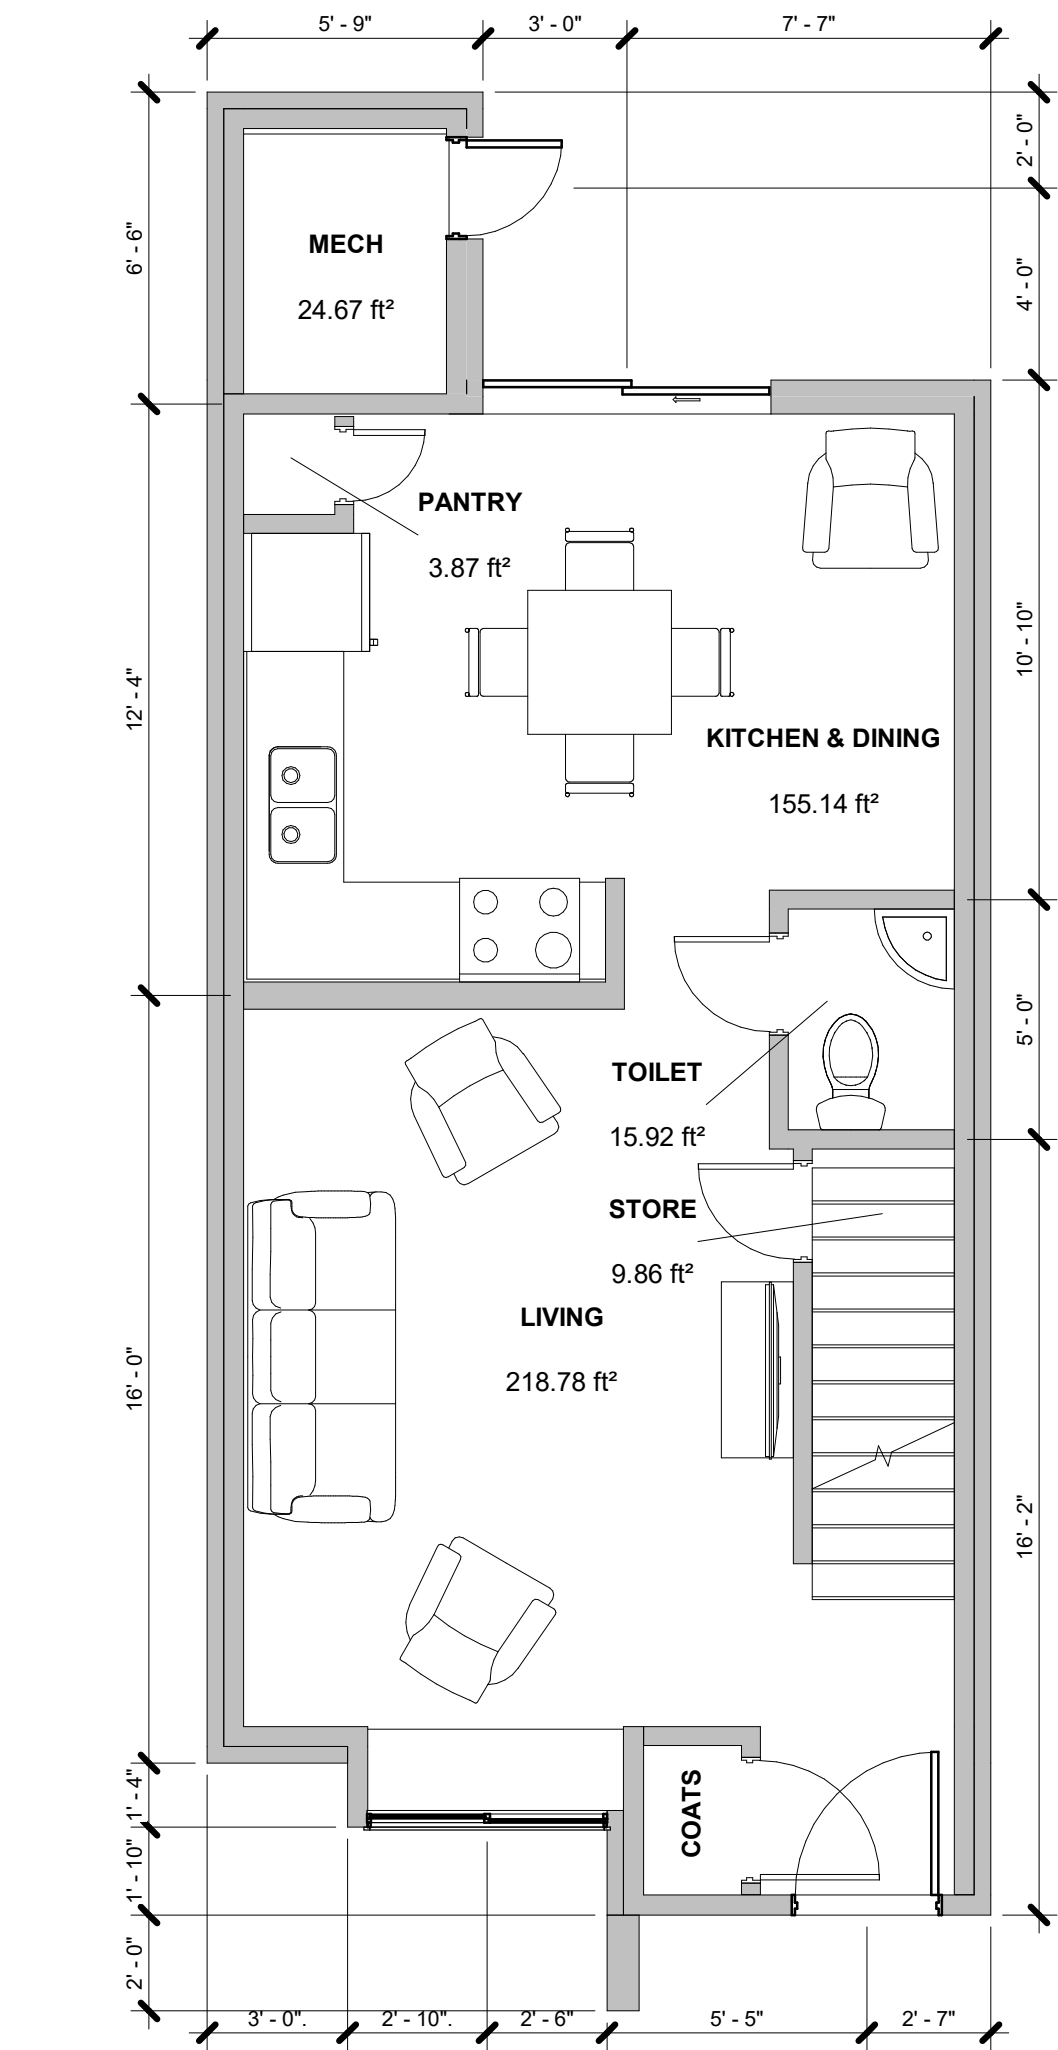 5' - 9"
3' - 0"
7' - 7"
2' - 0"
6' - 6"
MECH
4' - 0"
24.67 ft²
PANTRY
3.87 ft²
10' - 10"
12' - 4"
KITCHEN & DINING
155.14 ft²
5' - 0"
TOILET
15.92 ft²
STORE
9.86 ft²
LIVING
218.78 ft²
16' - 0"
16' - 2"
COATS
1' - 4"
1' - 10"
2' - 0"
3' - 0".
2' - 10".
2' - 6"
5' - 5"
2' - 7"